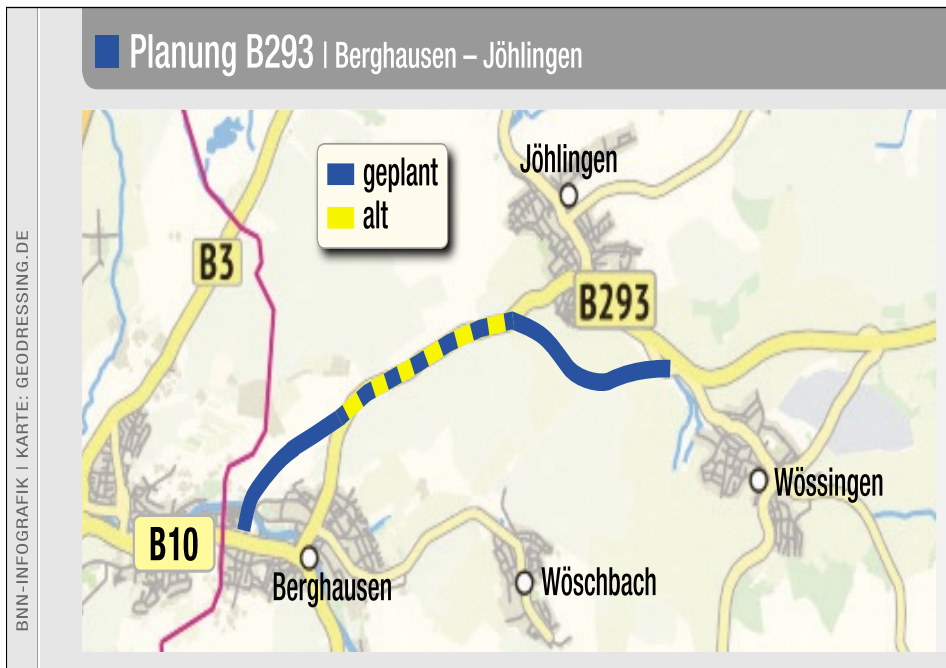 Planung B293 | Berghausen – Jöhlingen
geplant
alt
Jöhlingen
B3
B293
Wössingen
B10
Berghausen
Wöschbach
BNN-INFOGRAFIK I KARTE: GEODRESSING.DE